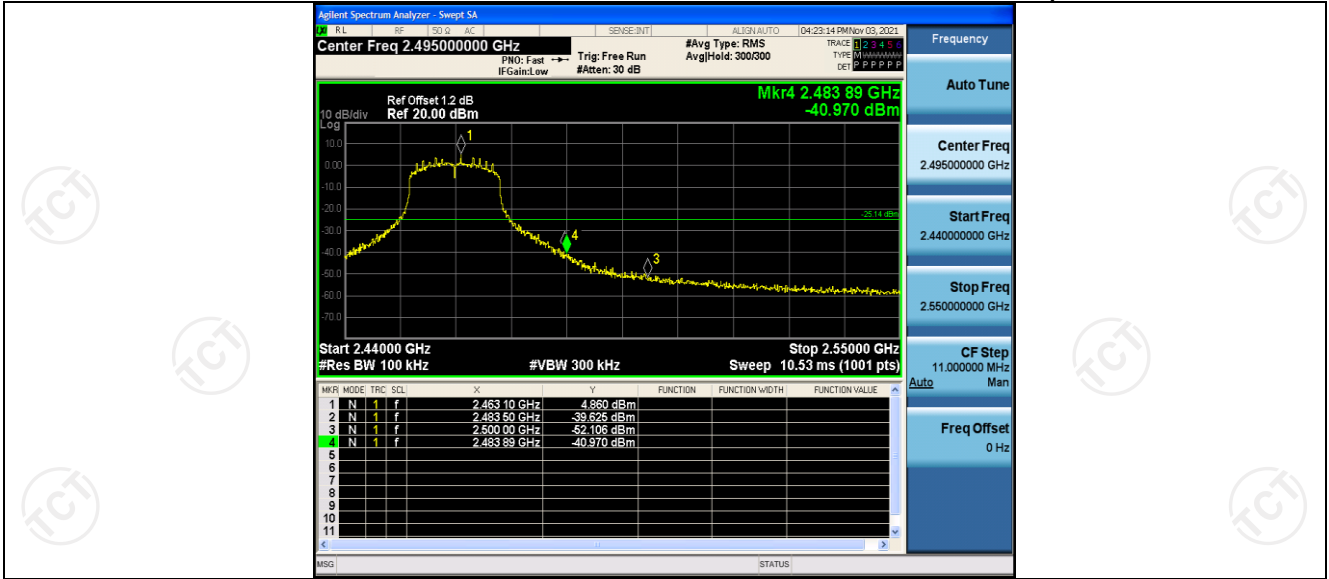 Agilent Spectrum Analyzer - Swept SA
RL RF 50 Ω AC SENSE:INT ALIGN AUTO 04:23:14 PM Nov 03, 2021
Center Freq 2.495000000 GHz
PNO: Fast
IFGain:Low
Trig: Free Run
#Atten: 30 dB
#Avg Type: RMS
Avg|Hold: 300/300
TRACE 1 2 3 4 5 6
TYPE M
DET P P P P P P
Frequency
Mkr4 2.483 89 GHz
-40.970 dBm
Ref Offset 1.2 dB
10 dB/div Ref 20.00 dBm
Log
10.0
0.00
-10.0
-20.0
-30.0
-40.0
-50.0
-60.0
-70.0
1
4
3
-25.14 dBm
Start 2.44000 GHz Stop 2.55000 GHz
#Res BW 100 kHz #VBW 300 kHz Sweep 10.53 ms (1001 pts)
MKR MODE TRC SCL X Y FUNCTION FUNCTION WIDTH FUNCTION VALUE
1 N 1 f 2.463 10 GHz 4.860 dBm
2 N 1 f 2.483 50 GHz -39.625 dBm
3 N 1 f 2.500 00 GHz -52.106 dBm
4 N 1 f 2.483 89 GHz -40.970 dBm
5
6
7
8
9
10
11
MSG STATUS
Auto Tune
Center Freq
2.495000000 GHz
Start Freq
2.440000000 GHz
Stop Freq
2.550000000 GHz
CF Step
11.000000 MHz
Auto Man
Freq Offset
0 Hz
TCT
TCT
TCT
TCT
TCT
TCT